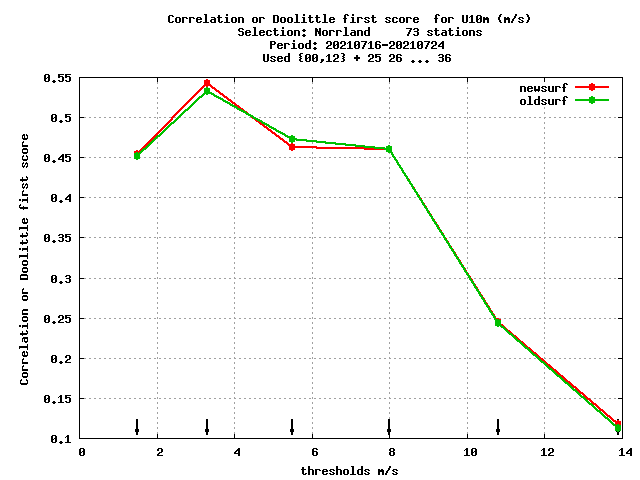 Correlation or Doolittle first score  for U10m (m/s)
Selection: Norrland     73 stations
Period: 20210716-20210724
Used {00,12} + 25 26 ... 36
newsurf
oldsurf
Correlation or Doolittle first score
0.55
0.5
0.45
0.4
0.35
0.3
0.25
0.2
0.15
0.1
0 2 4 6 8 10 12 14
thresholds m/s